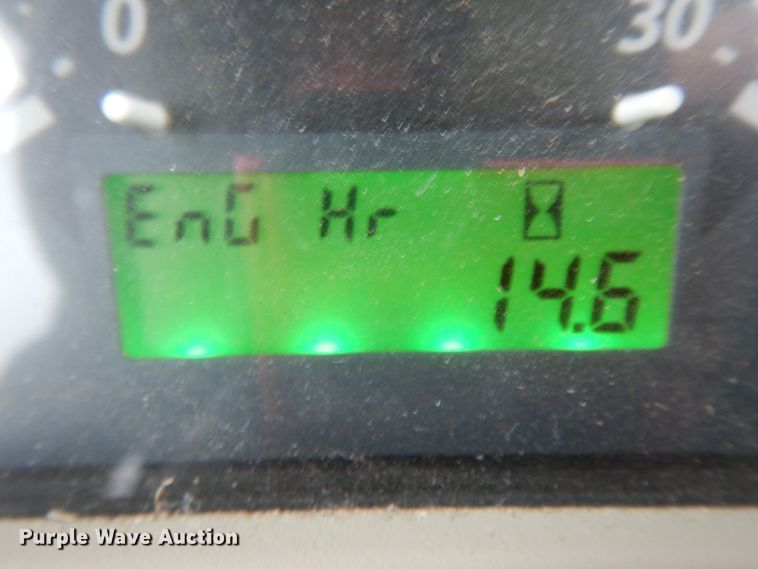 0 30
EnG Hr
14.6
Purple Wave Auction